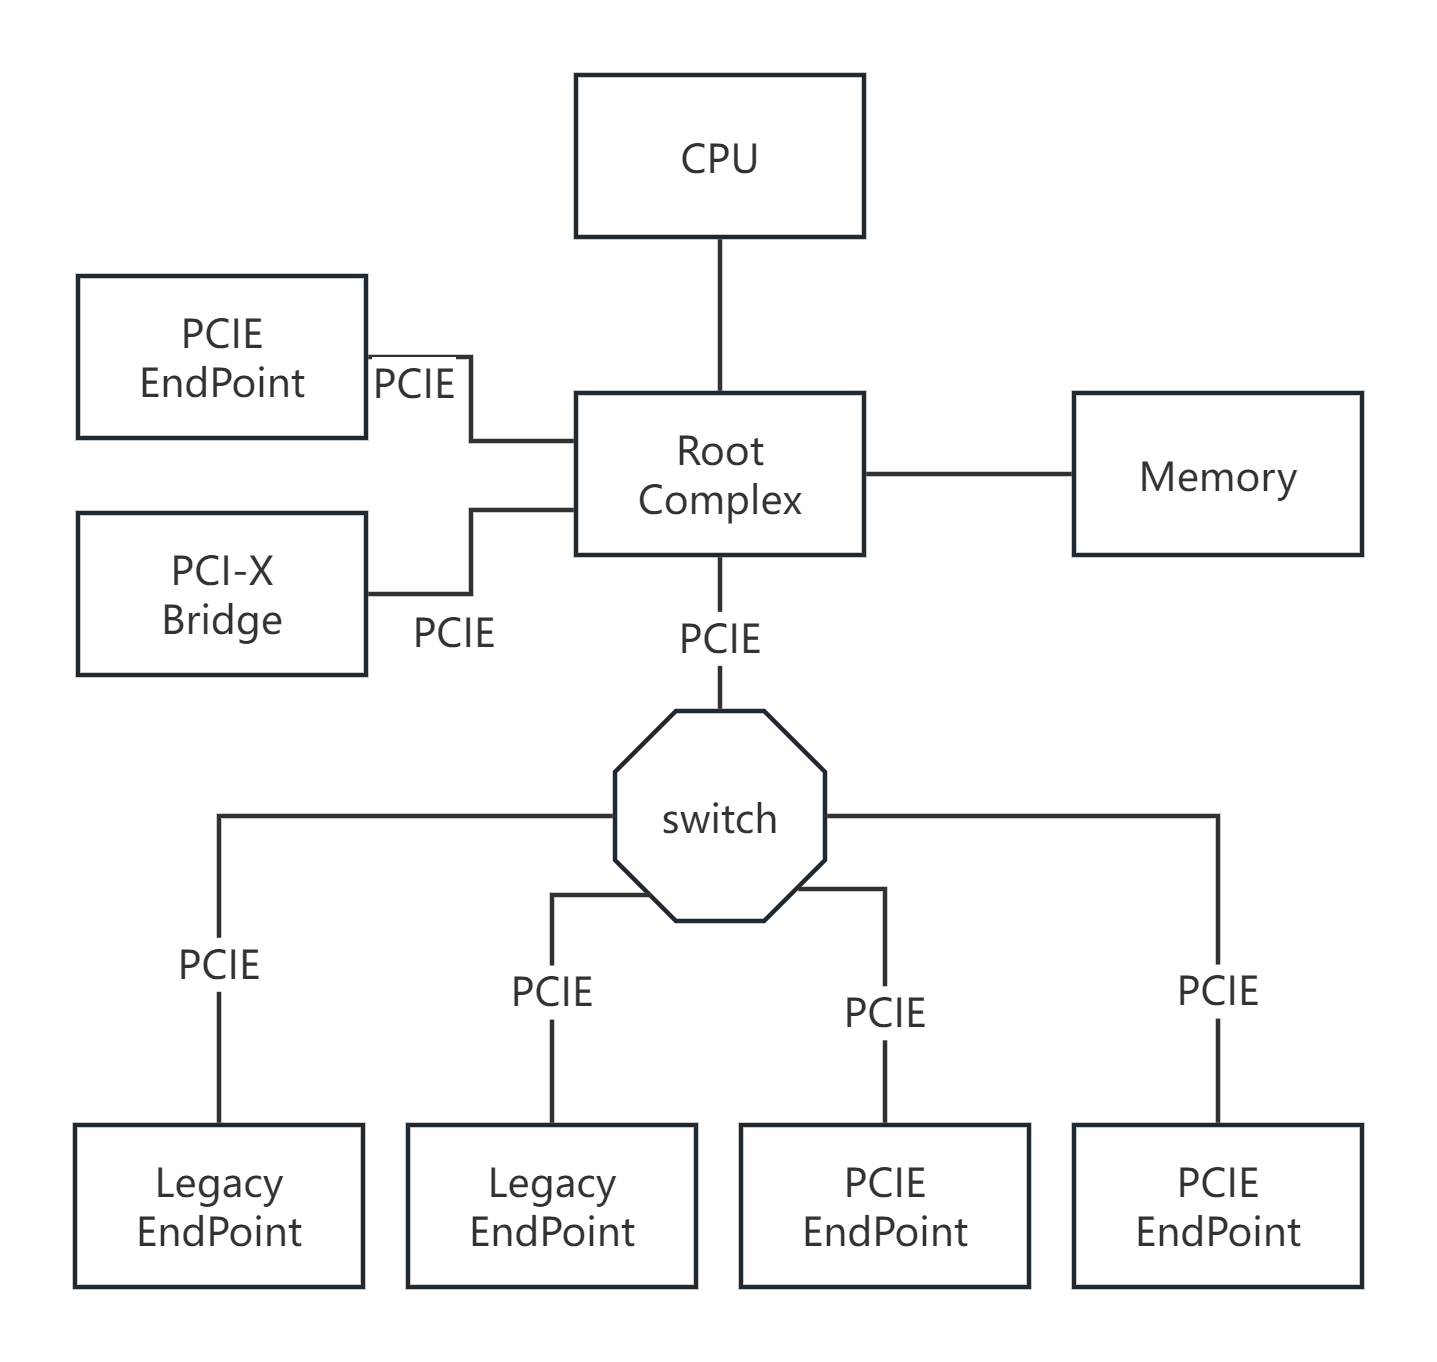 CPU
PCIE
EndPoint
PCIE
Root
Complex
Memory
PCI-X
Bridge
PCIE
PCIE
switch
PCIE
PCIE
PCIE
PCIE
Legacy
EndPoint
Legacy
EndPoint
PCIE
EndPoint
PCIE
EndPoint